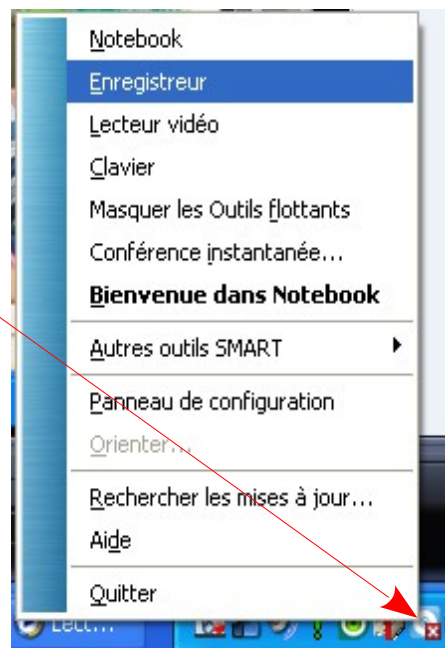 Notebook
Enregistreur
Lecteur vidéo
Clavier
Masquer les Outils flottants
Conférence instantanée...
Bienvenue dans Notebook
Autres outils SMART
Panneau de configuration
Orienter...
Rechercher les mises à jour...
Aide
Quitter